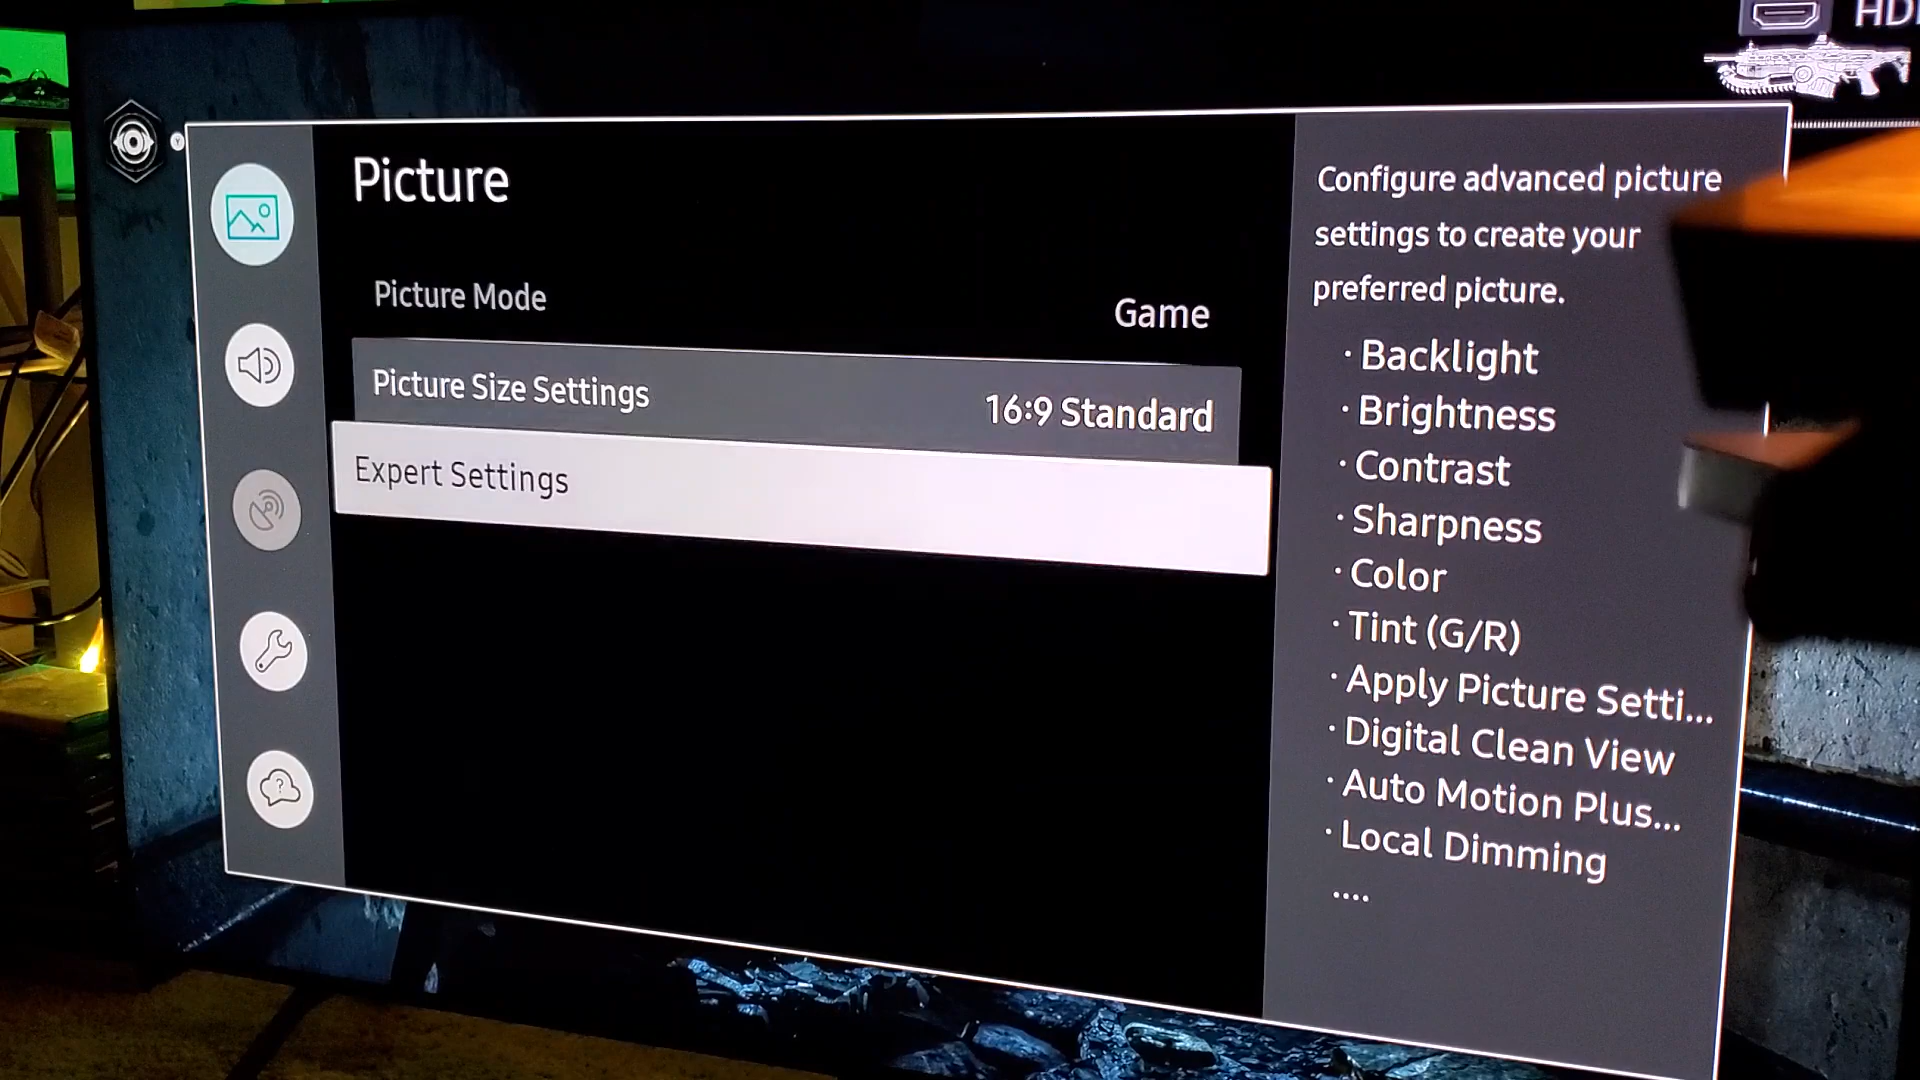 HD
Picture
Picture Mode
Game
Picture Size Settings
16:9 Standard
Expert Settings
Configure advanced picture
settings to create your
preferred picture.
· Backlight
· Brightness
· Contrast
· Sharpness
· Color
· Tint (G/R)
· Apply Picture Setti...
· Digital Clean View
· Auto Motion Plus...
· Local Dimming
....
?
Y